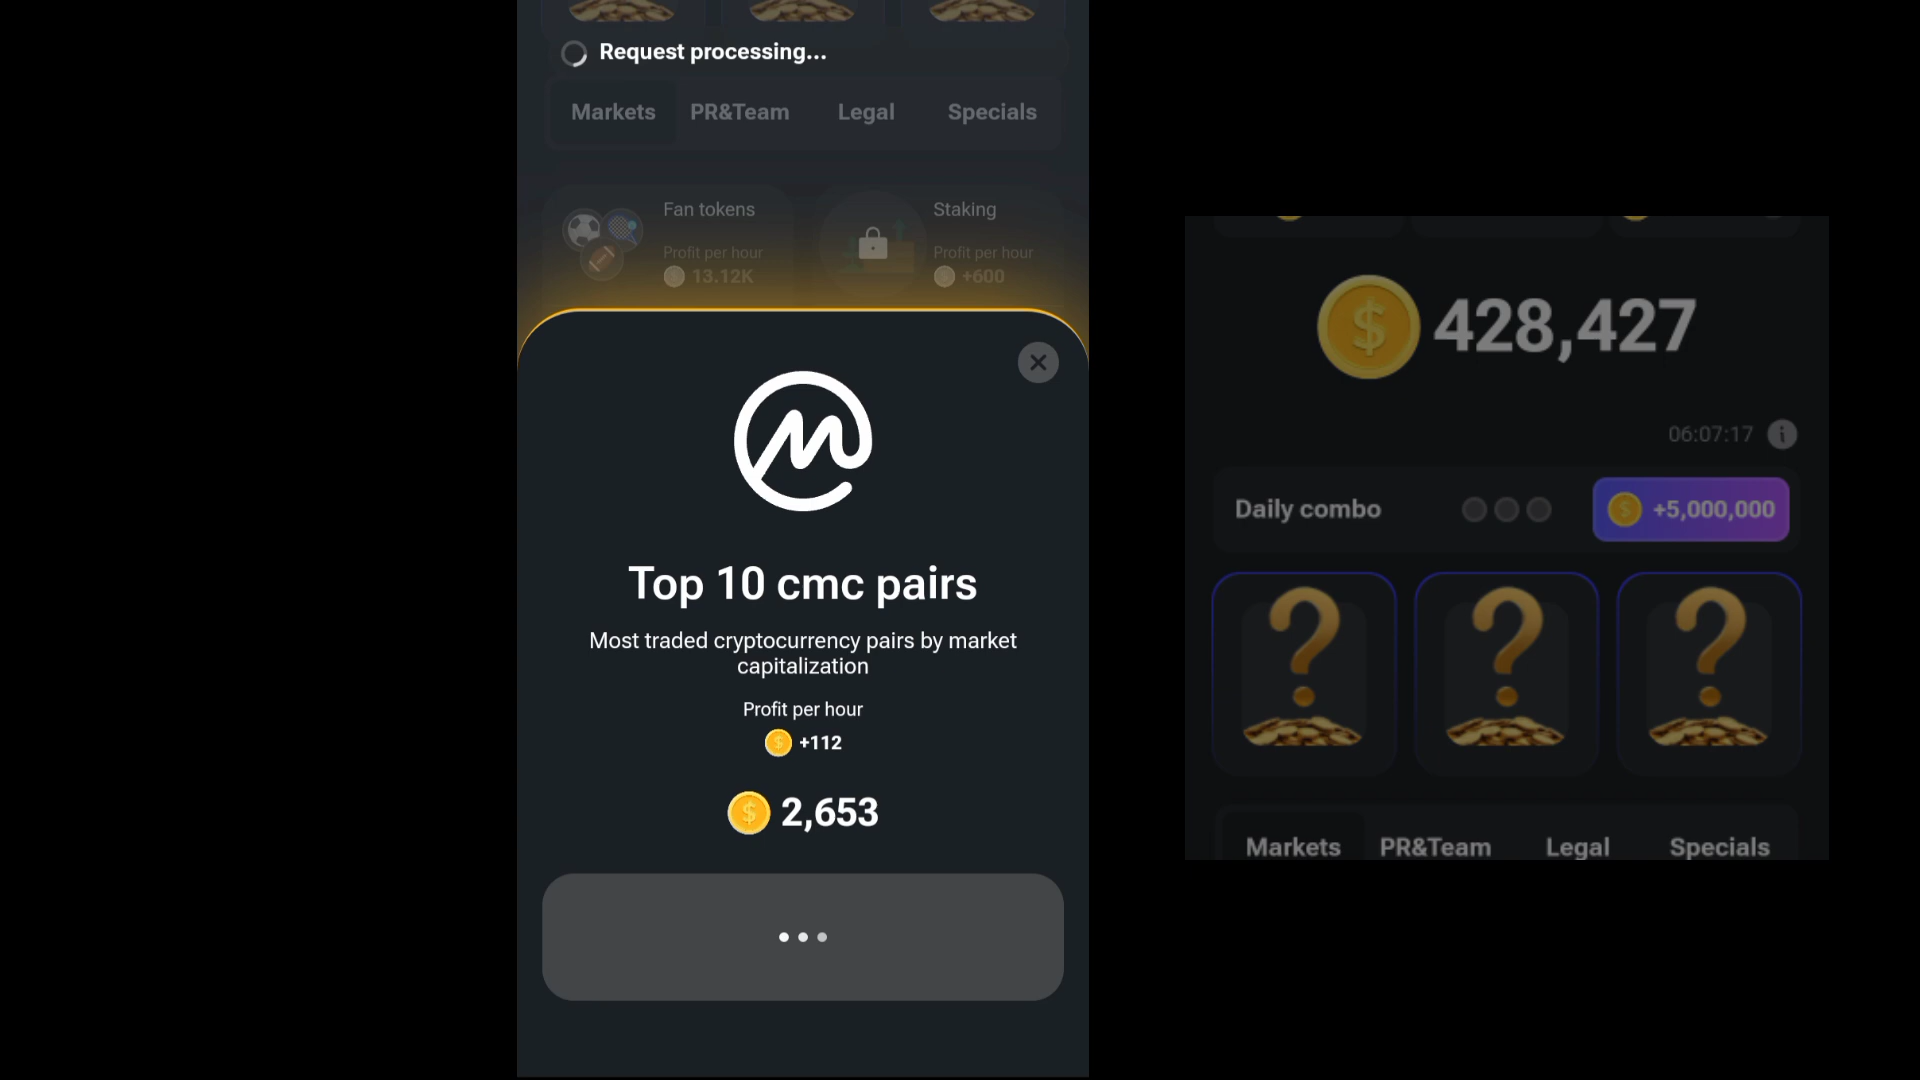 Request processing...
Markets PR&Team Legal Specials
Fan tokens
Profit per hour
13.12K
Staking
Profit per hour
+600
Top 10 cmc pairs
Most traded cryptocurrency pairs by market
capitalization
Profit per hour
+112
2,653
428,427
06:07:17
Daily combo
+5,000,000
? ? ?
Markets PR&Team Legal Specials